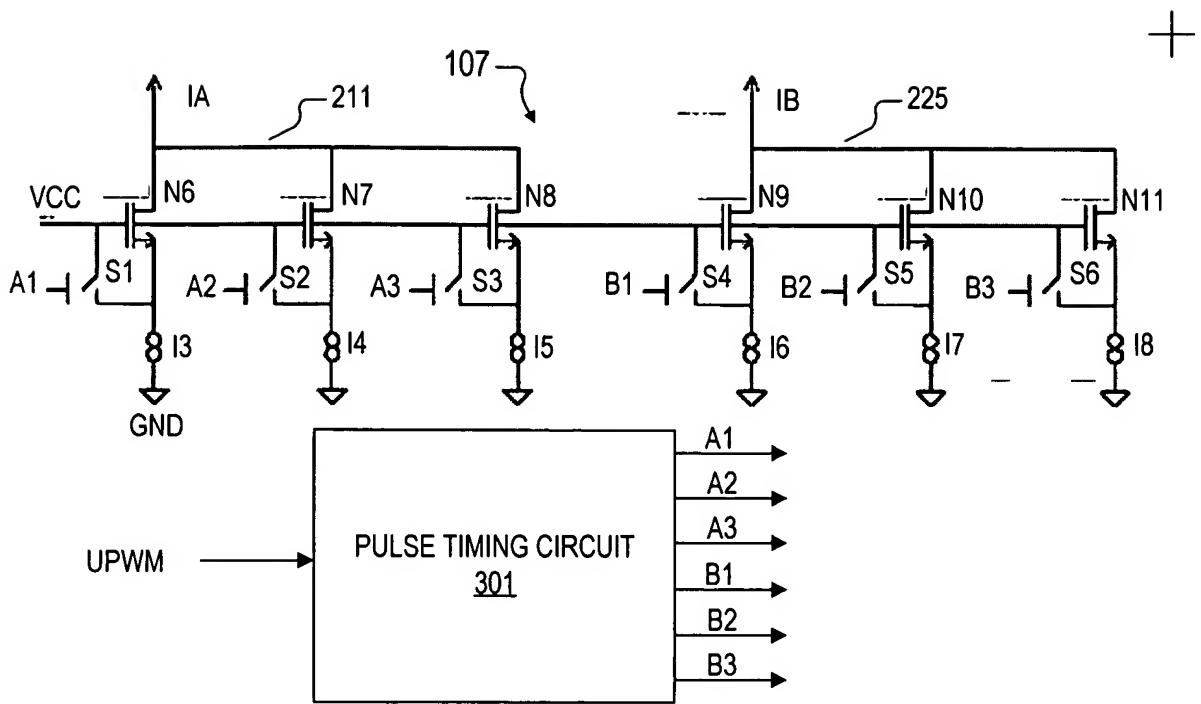 107
IA
211
IB
225
VCC
N6
N7
N8
N9
N10
N11
A1
S1
A2
S2
A3
S3
B1
S4
B2
S5
B3
S6
I3
I4
I5
I6
I7
I8
GND
A1
A2
A3
B1
B2
B3
UPWM
PULSE TIMING CIRCUIT
301